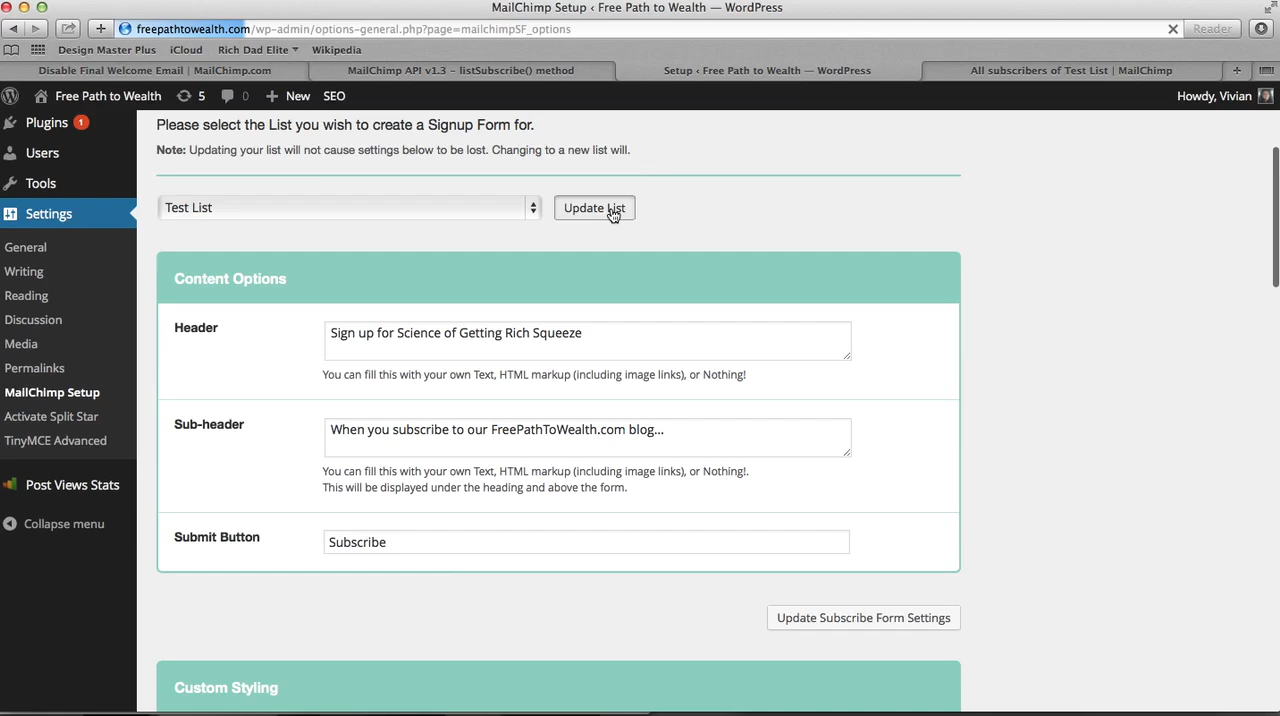 MailChimp Setup ‹ Free Path to Wealth — WordPress
freepathtowealth.com/wp-admin/options-general.php?page=mailchimpSF_options
Reader
Design Master Plus iCloud Rich Dad Elite Wikipedia
Disable Final Welcome Email | MailChimp.com
MailChimp API v1.3 – listSubscribe() method
Setup ‹ Free Path to Wealth — WordPress
All subscribers of Test List | MailChimp
Free Path to Wealth 5 0 New SEO
Howdy, Vivian
Plugins 1
Users
Tools
Settings
General
Writing
Reading
Discussion
Media
Permalinks
MailChimp Setup
Activate Split Star
TinyMCE Advanced
Post Views Stats
Collapse menu
Please select the List you wish to create a Signup Form for.
Note: Updating your list will not cause settings below to be lost. Changing to a new list will.
Test List
Update List
Content Options
Header
Sign up for Science of Getting Rich Squeeze
You can fill this with your own Text, HTML markup (including image links), or Nothing!
Sub-header
When you subscribe to our FreePathToWealth.com blog...
You can fill this with your own Text, HTML markup (including image links), or Nothing!.
This will be displayed under the heading and above the form.
Submit Button
Subscribe
Update Subscribe Form Settings
Custom Styling